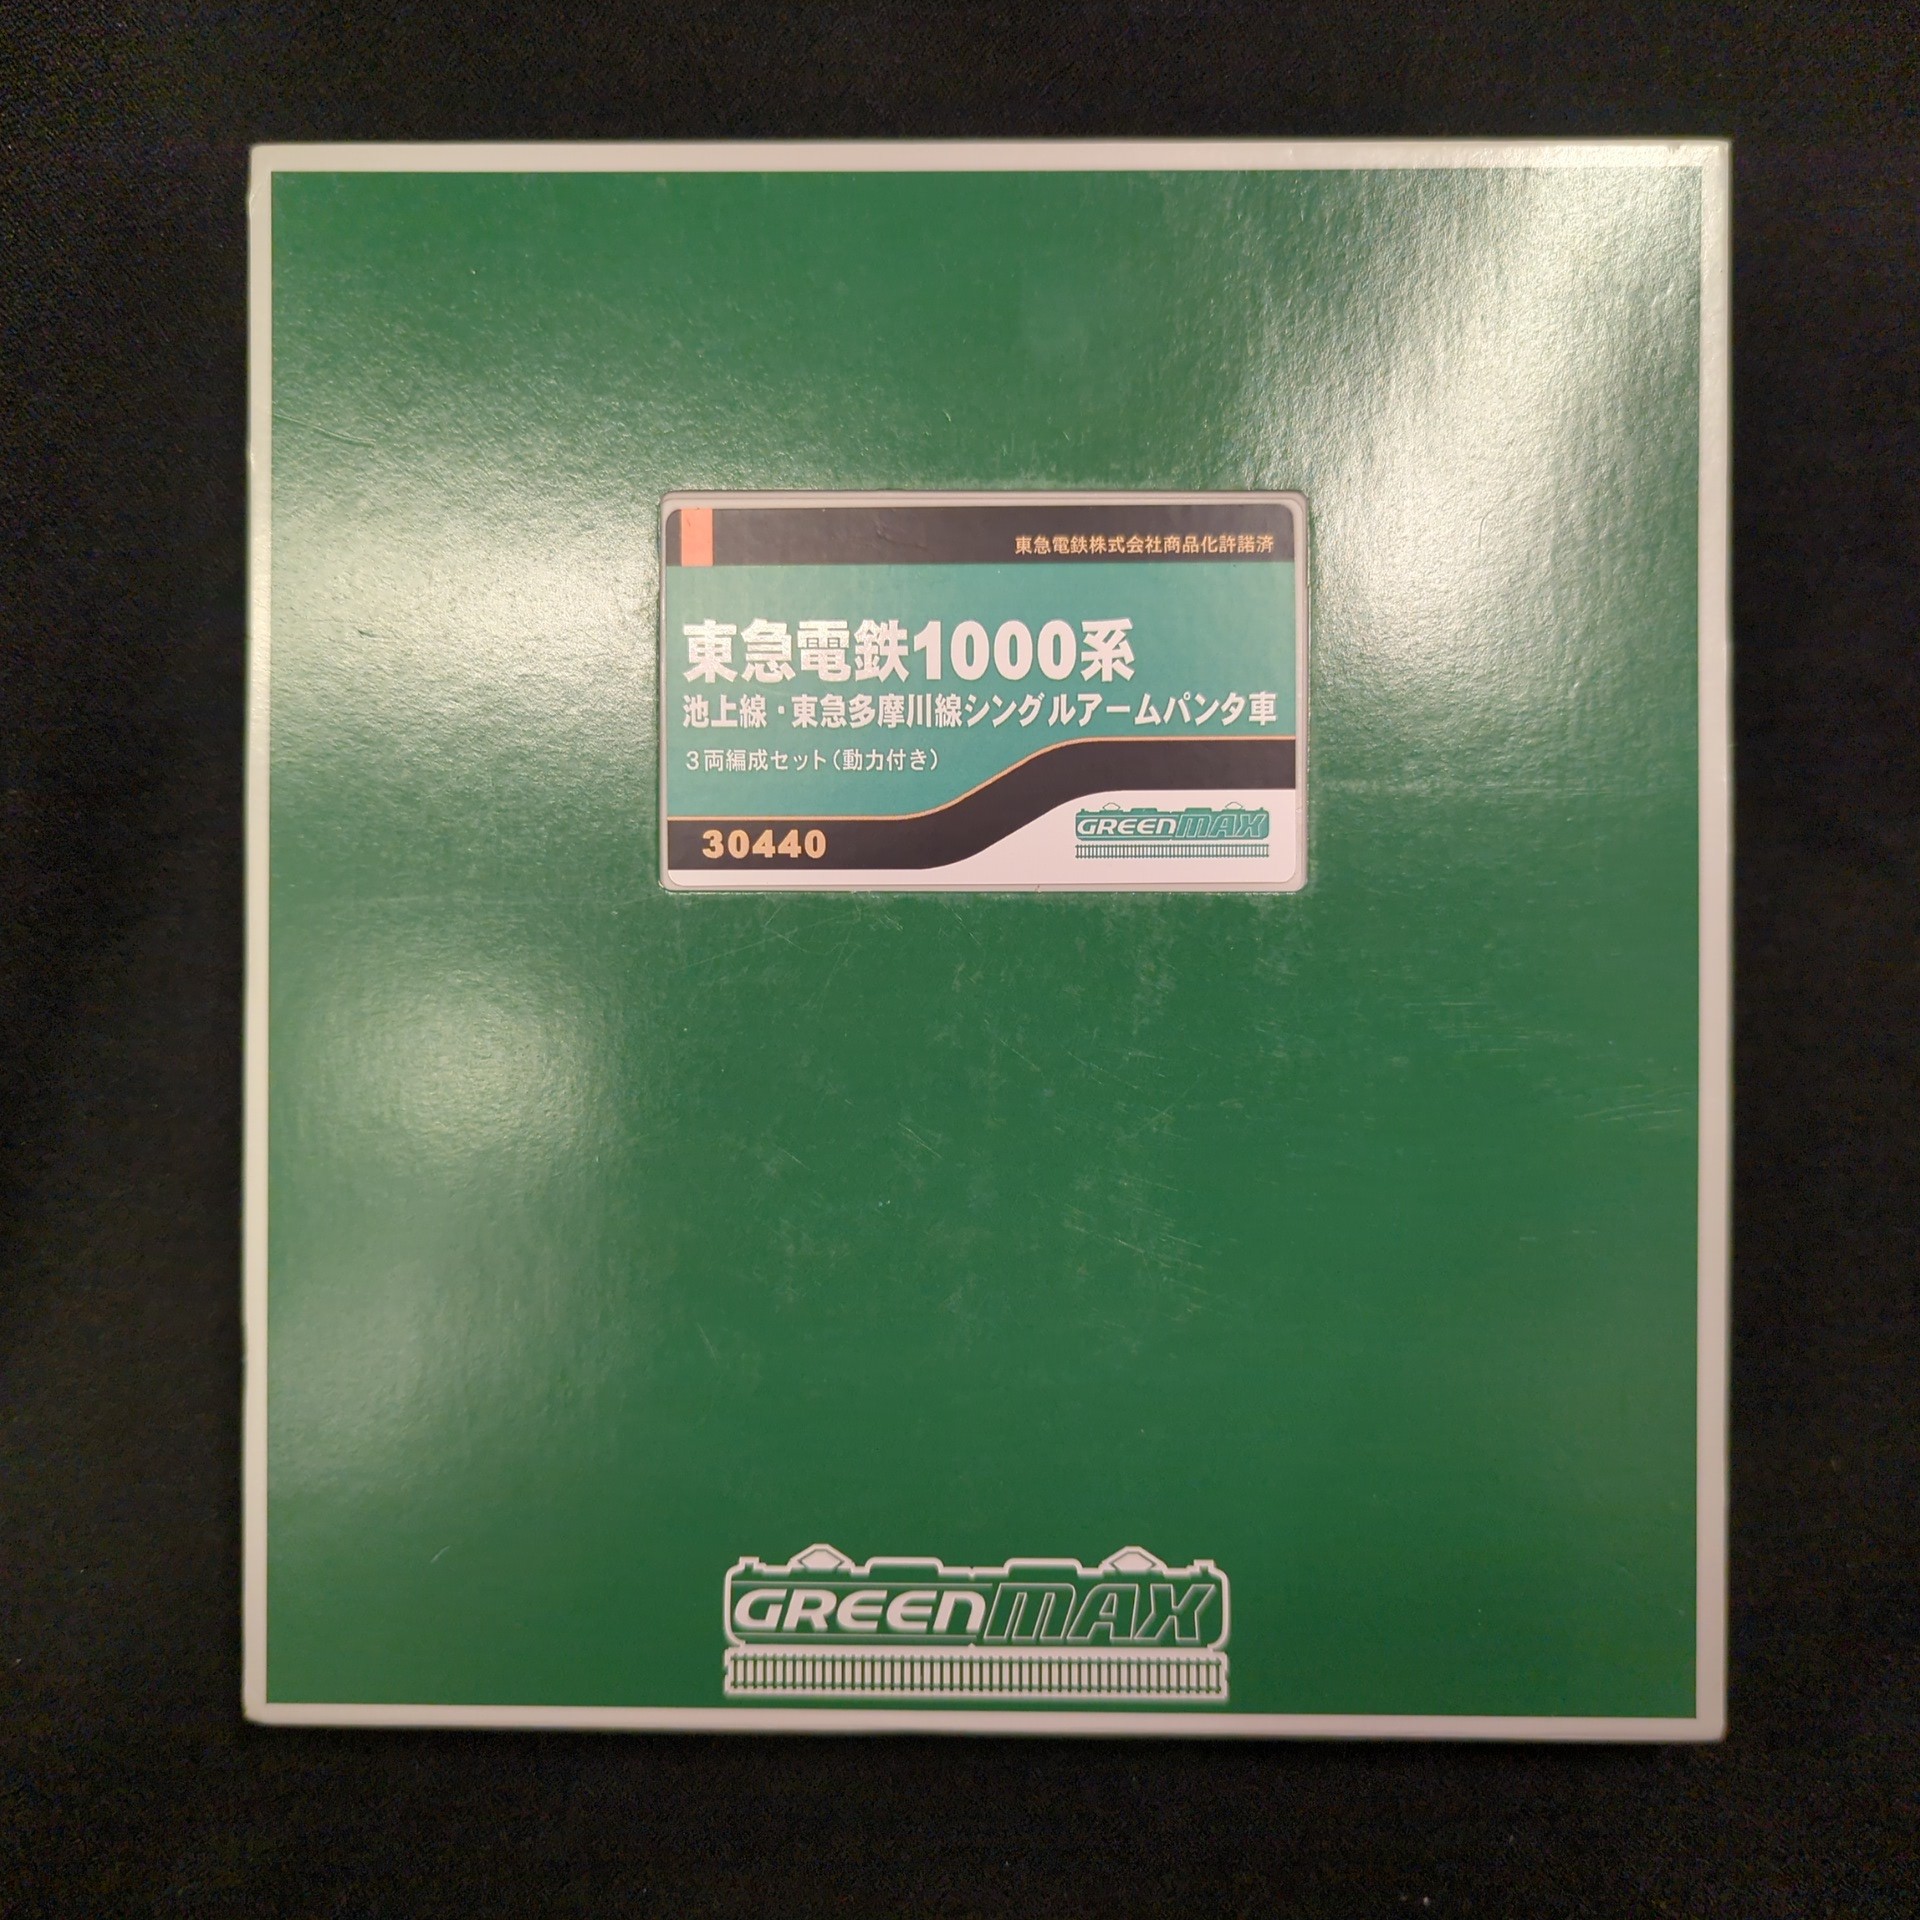 東急電鉄株式会社商品化許諾済
東急電鉄1000系
池上線・東急多摩川線シングルアームパンタ車
3両編成セット(動力付き)
30440
GREENMAX
GREENMAX